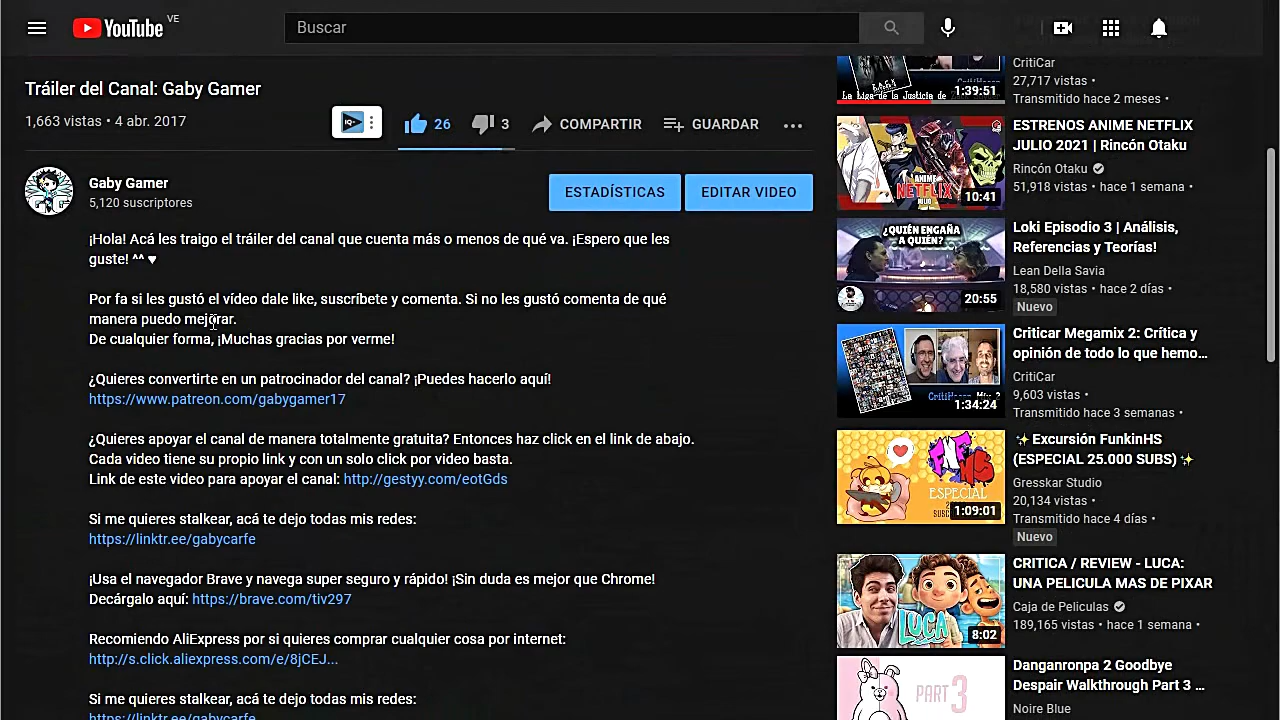 YouTube VE
Buscar
Tráiler del Canal: Gaby Gamer
1,663 vistas • 4 abr. 2017
26
3
COMPARTIR
GUARDAR
Gaby Gamer
5,120 suscriptores
ESTADÍSTICAS
EDITAR VIDEO
¡Hola! Acá les traigo el tráiler del canal que cuenta más o menos de qué va. ¡Espero que les
guste! ^^ ♥
Por fa si les gustó el vídeo dale like, suscríbete y comenta. Si no les gustó comenta de qué
manera puedo mejorar.
De cualquier forma, ¡Muchas gracias por verme!
¿Quieres convertirte en un patrocinador del canal? ¡Puedes hacerlo aquí!
https://www.patreon.com/gabygamer17
¿Quieres apoyar el canal de manera totalmente gratuita? Entonces haz click en el link de abajo.
Cada video tiene su propio link y con un solo click por video basta.
Link de este video para apoyar el canal: http://gestyy.com/eotGds
Si me quieres stalkear, acá te dejo todas mis redes:
https://linktr.ee/gabycarfe
¡Usa el navegador Brave y navega super seguro y rápido! ¡Sin duda es mejor que Chrome!
Decárgalo aquí: https://brave.com/tiv297
Recomiendo AliExpress por si quieres comprar cualquier cosa por internet:
http://s.click.aliexpress.com/e/8jCEJ...
Si me quieres stalkear, acá te dejo todas mis redes:
https://linktr.ee/gabycarfe
La Liga de la Justicia de
1:39:51
CritiCar
27,717 vistas •
Transmitido hace 2 meses •
ANIME
NETFLIX
JULIO
10:41
ESTRENOS ANIME NETFLIX
JULIO 2021 | Rincón Otaku
Rincón Otaku
51,918 vistas • hace 1 semana •
¿QUIÉN ENGAÑA
A QUIÉN?
20:55
Loki Episodio 3 | Análisis,
Referencias y Teorías!
Lean Della Savia
18,580 vistas • hace 2 días •
Nuevo
1:34:24
Criticar Megamix 2: Crítica y
opinión de todo lo que hemo...
CritiCar
9,603 vistas •
Transmitido hace 3 semanas •
FNF
HS
ESPECIAL
1:09:01
✨Excursión FunkinHS
(ESPECIAL 25.000 SUBS)✨
Gresskar Studio
20,134 vistas •
Transmitido hace 4 días •
Nuevo
LUCA
8:02
CRITICA / REVIEW - LUCA:
UNA PELICULA MAS DE PIXAR
Caja de Peliculas
189,165 vistas • hace 1 semana •
PART 3
Danganronpa 2 Goodbye
Despair Walkthrough Part 3 ...
Noire Blue